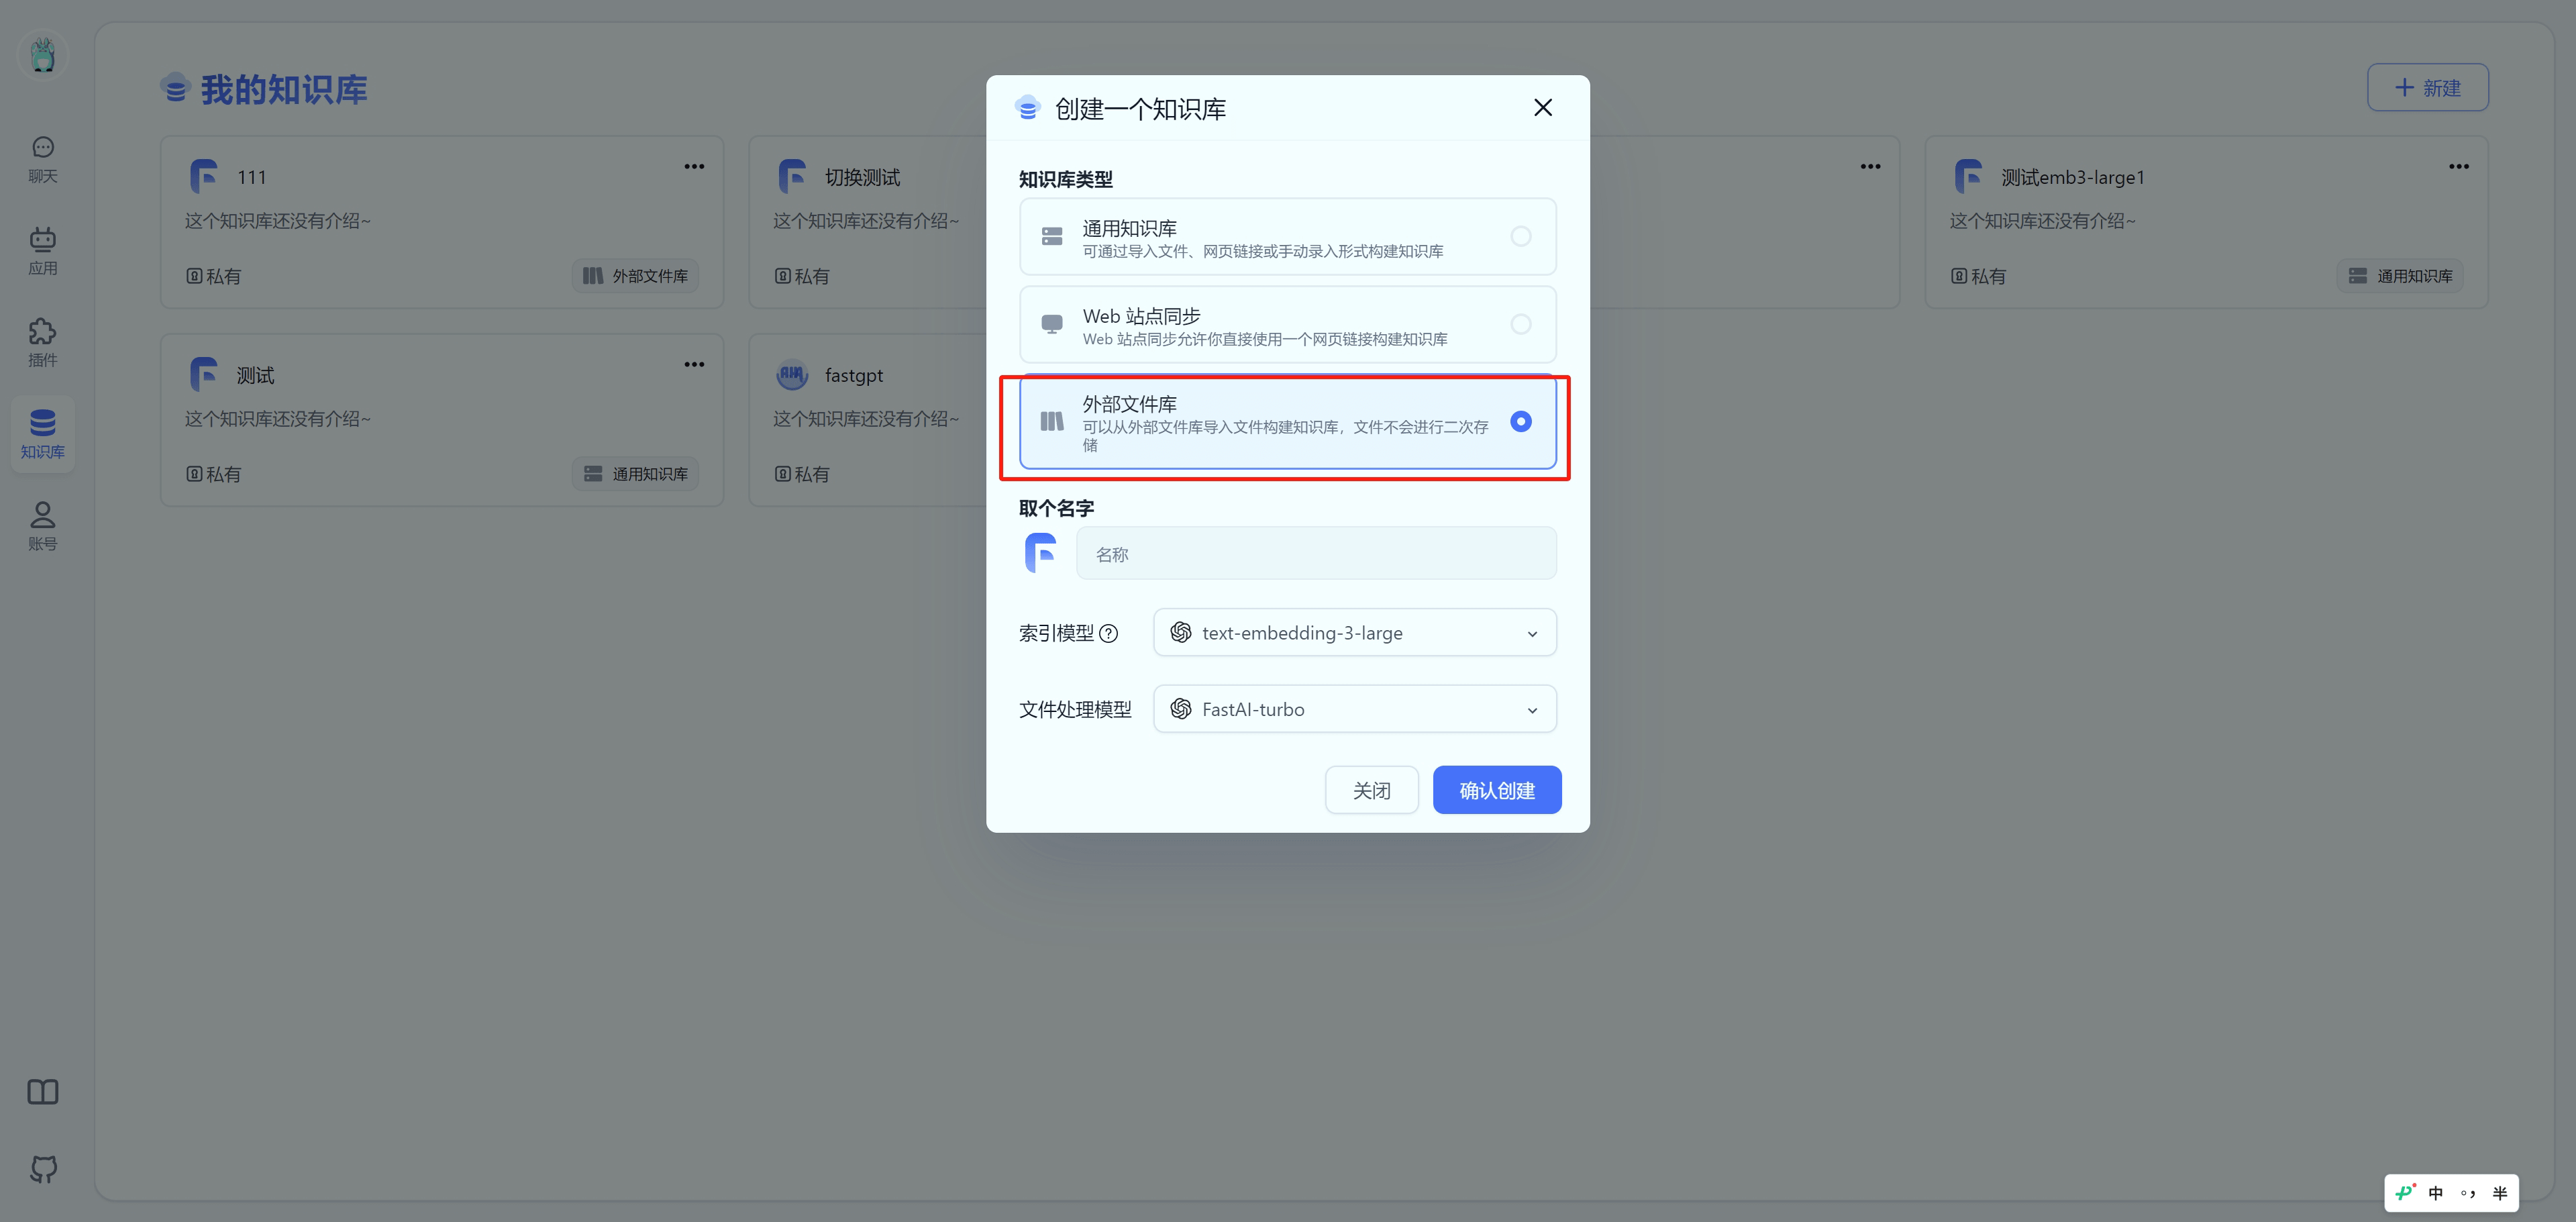 我的知识库
新建
聊天
应用
插件
知识库
账号
111
这个知识库还没有介绍~
私有
外部文件库
切换测试
这个知识库还没有介绍~
私有
测试emb3-large1
这个知识库还没有介绍~
私有
通用知识库
测试
这个知识库还没有介绍~
私有
通用知识库
fastgpt
这个知识库还没有介绍~
私有
创建一个知识库
知识库类型
通用知识库
可通过导入文件、网页链接或手动录入形式构建知识库
Web 站点同步
Web 站点同步允许你直接使用一个网页链接构建知识库
外部文件库
可以从外部文件库导入文件构建知识库，文件不会进行二次存
储
取个名字
名称
索引模型
text-embedding-3-large
文件处理模型
FastAI-turbo
关闭
确认创建
中 °, 半